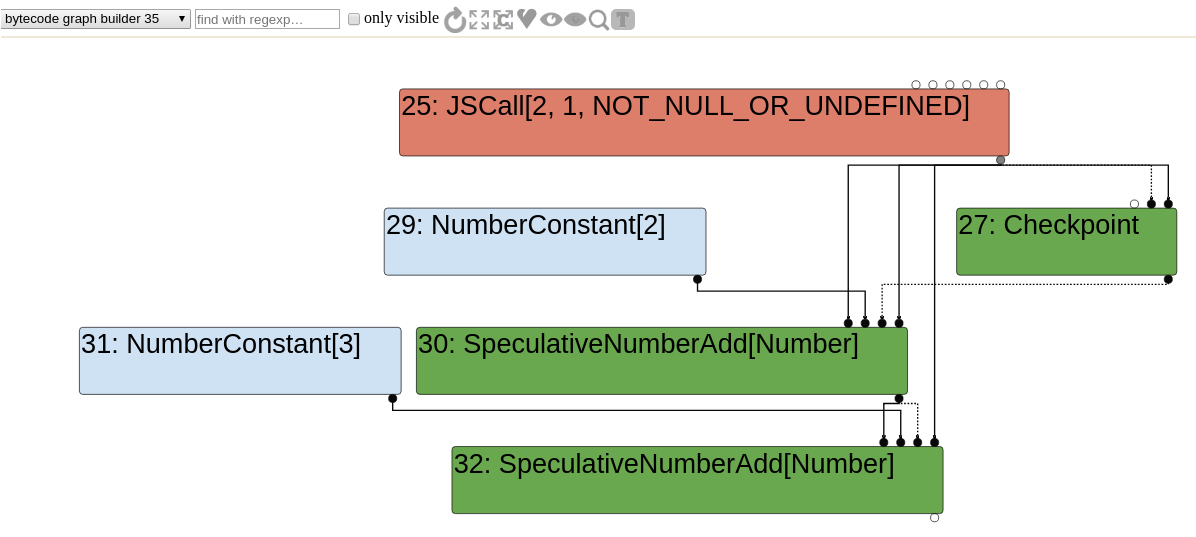 bytecode graph builder 35 find with regexp… only visible T
25: JSCall[2, 1, NOT_NULL_OR_UNDEFINED]
29: NumberConstant[2] 27: Checkpoint
31: NumberConstant[3] 30: SpeculativeNumberAdd[Number]
32: SpeculativeNumberAdd[Number]